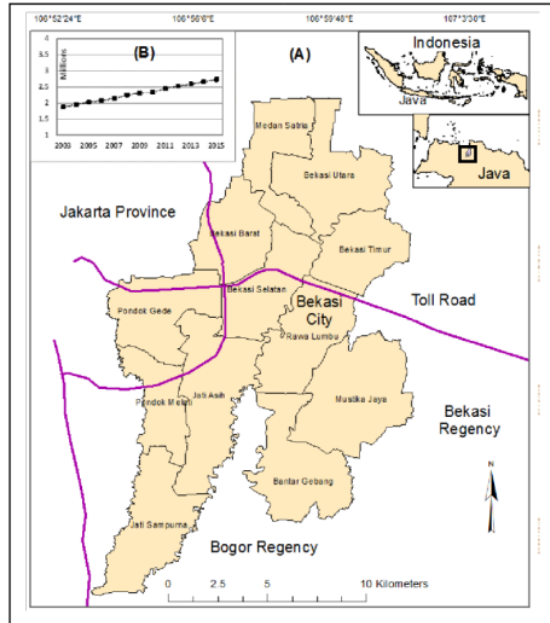 106°52'24" 106°56'6" 106°59'48" 107°3'30"
(B)
(A)
Millions
4
3.5
3
2.5
2
1.5
1
2003 2005 2007 2009 2011 2013 2015
Indonesia
Java
Java
Medan Satria
Bekasi Utara
Jakarta Province
Bekasi Barat
Bekasi Timur
Bekasi Selatan
Toll Road
Bekasi
City
Pondok Gede
Rawa Lumbu
Pondok Melati
Jati Asih
Mustika Jaya
Bekasi
Regency
Bantar Gebang
N
Jati Sampurna
Bogor Regency
0 2.5 5 10 Kilometers